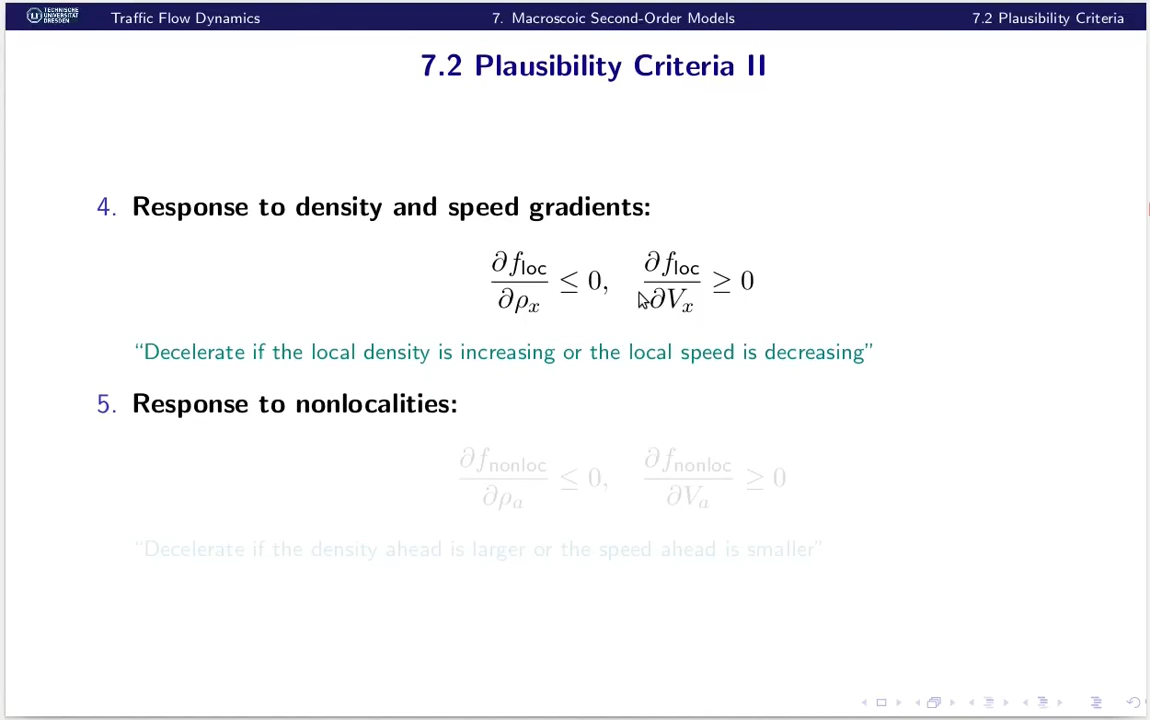 TECHNISCHE
UNIVERSITÄT
DRESDEN
Traffic Flow Dynamics 7. Macroscoic Second-Order Models 7.2 Plausibility Criteria
7.2 Plausibility Criteria II
4. Response to density and speed gradients:
∂f_loc/∂ρ_x ≤ 0, ∂f_loc/∂V_x ≥ 0
“Decelerate if the local density is increasing or the local speed is decreasing”
5. Response to nonlocalities:
∂f_nonloc/∂ρ_a ≤ 0, ∂f_nonloc/∂V_a ≥ 0
“Decelerate if the density ahead is larger or the speed ahead is smaller”